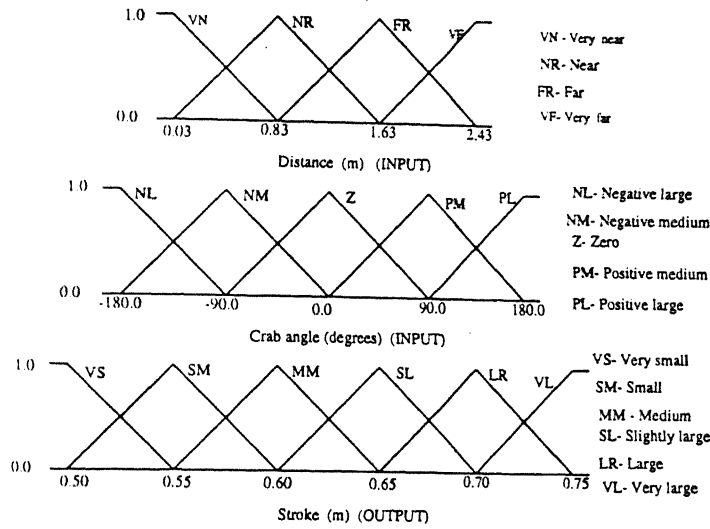 1.0 VN NR FR VF
0.0
0.03 0.83 1.63 2.43
Distance (m) (INPUT)
VN - Very near
NR- Near
FR- Far
VF- Very far
1.0 NL NM Z PM PL
0.0
-180.0 -90.0 0.0 90.0 180.0
Crab angle (degrees) (INPUT)
NL- Negative large
NM- Negative medium
Z- Zero
PM- Positive medium
PL- Positive large
1.0 VS SM MM SL LR VL
0.0
0.50 0.55 0.60 0.65 0.70 0.75
Stroke (m) (OUTPUT)
VS- Very small
SM- Small
MM - Medium
SL- Slightly large
LR- Large
VL- Very large